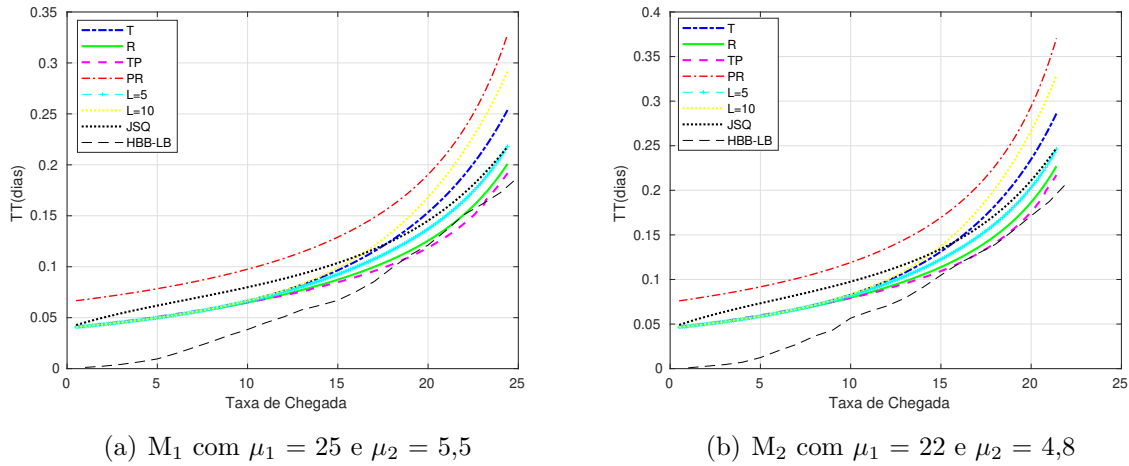 0.35
0.3
0.25
0.2
0.15
0.1
0.05
0
TT(dias)
T
R
TP
PR
L=5
L=10
JSQ
HBB-LB
0 5 10 15 20 25
Taxa de Chegada
(a) M₁ com μ₁ = 25 e μ₂ = 5,5
0.4
0.35
0.3
0.25
0.2
0.15
0.1
0.05
0
TT(dias)
T
R
TP
PR
L=5
L=10
JSQ
HBB-LB
0 5 10 15 20 25
Taxa de Chegada
(b) M₂ com μ₁ = 22 e μ₂ = 4,8